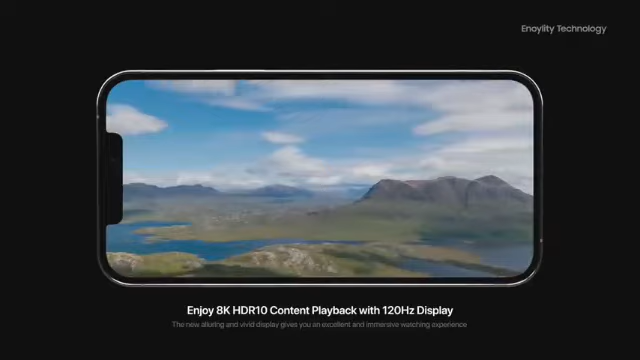 Enoylity Technology
Enjoy 8K HDR10 Content Playback with 120Hz Display
The new alluring and vivid display gives you an excellent and immersive watching experience